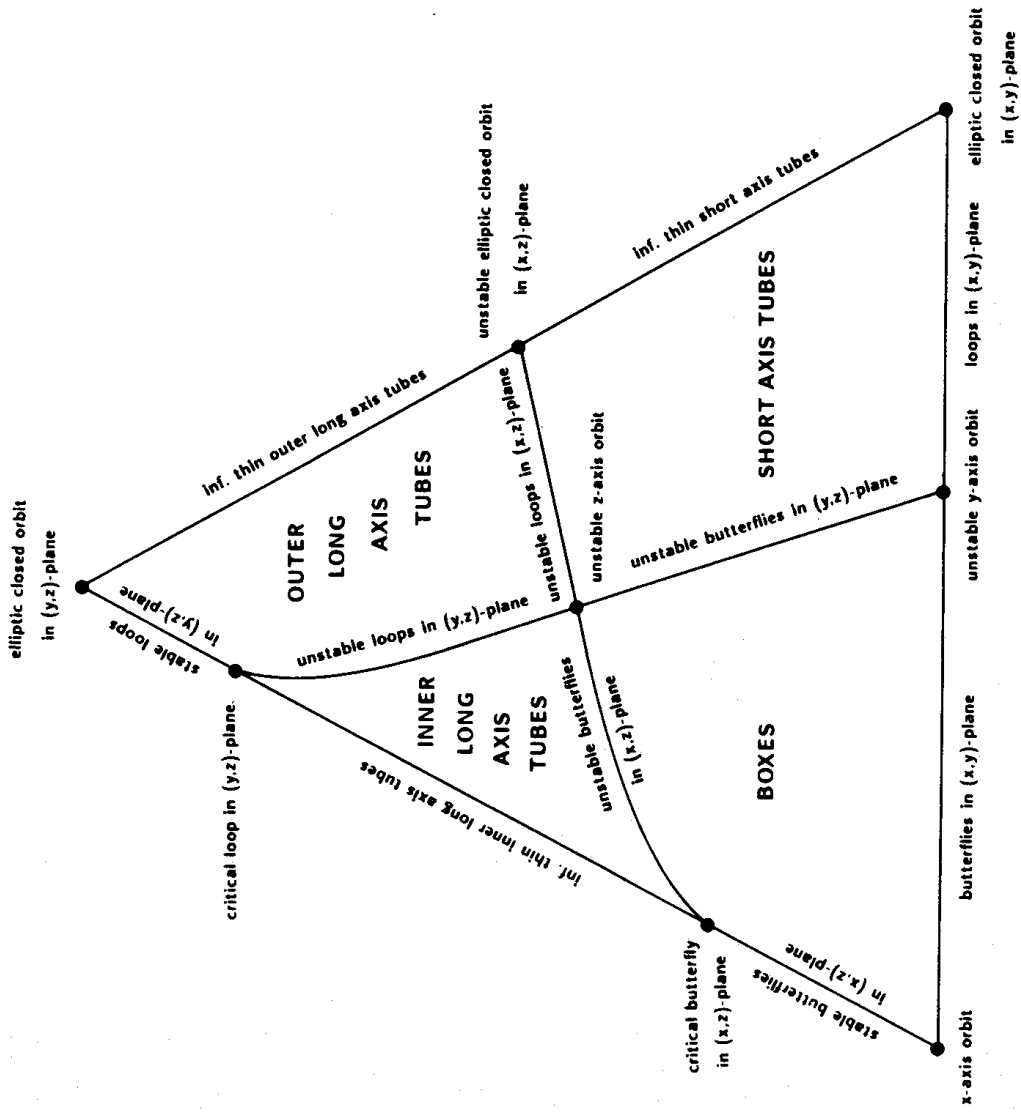 elliptic closed orbit
in (y,z)-plane
stable loops
in (y,z)-plane
inf. thin outer long axis tubes
OUTER
LONG
AXIS
TUBES
critical loop in (y,z)-plane.
unstable loops in (y,z)-plane
unstable elliptic closed orbit
in (x,z)-plane
INNER
LONG
AXIS
TUBES
inf. thin inner long axis tubes
unstable loops in (x,z)-plane
unstable z-axis orbit
unstable butterflies
in (x,z)-plane
inf. thin short axis tubes
SHORT AXIS TUBES
unstable butterflies in (y,z)-plane
BOXES
critical butterfly
in (x,z)-plane
stable butterflies
in (x,z)-plane
x-axis orbit
butterflies in (x,y)-plane
unstable y-axis orbit
loops in (x,y)-plane
elliptic closed orbit
in (x,y)-plane